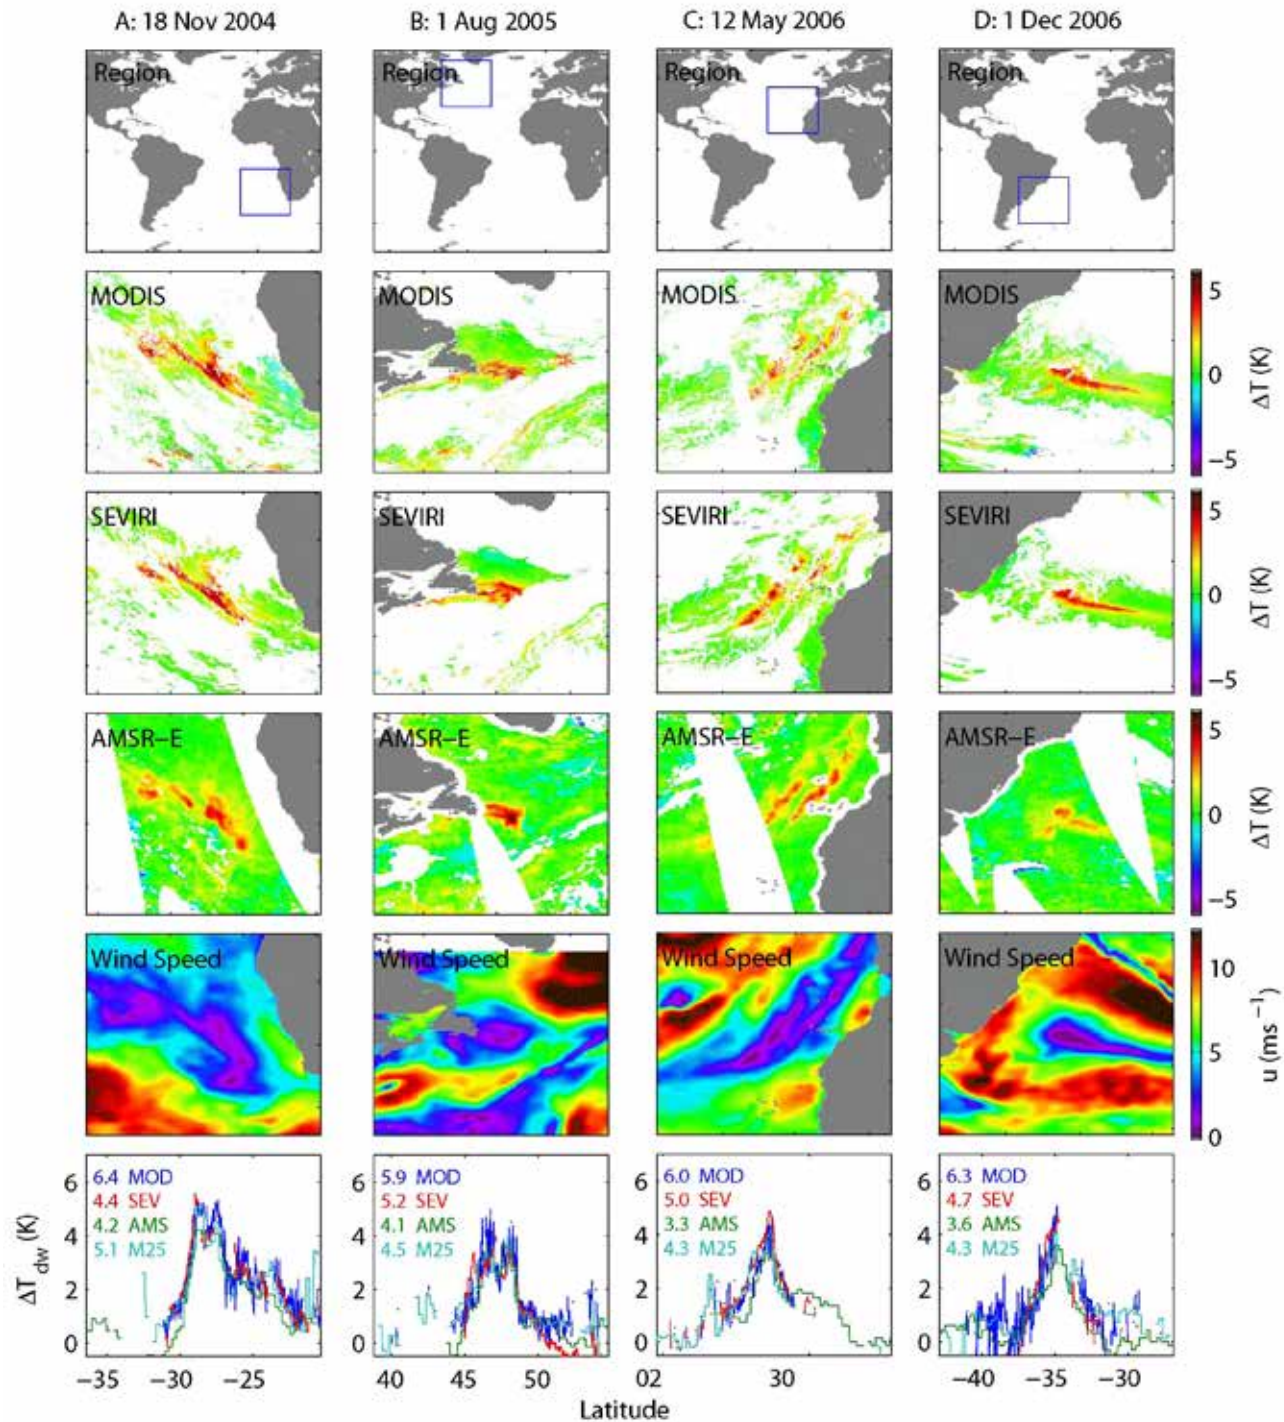 A: 18 Nov 2004 B: 1 Aug 2005 C: 12 May 2006 D: 1 Dec 2006
Region Region Region Region
MODIS MODIS MODIS MODIS
5
0
−5
ΔT (K)
SEVIRI SEVIRI SEVIRI SEVIRI
5
0
−5
ΔT (K)
AMSR−E AMSR−E AMSR−E AMSR−E
5
0
−5
ΔT (K)
Wind Speed Wind Speed Wind Speed Wind Speed
10
5
0
u (ms⁻¹)
6.4 MOD 5.9 MOD 6.0 MOD 6.3 MOD
4.4 SEV 5.2 SEV 5.0 SEV 4.7 SEV
4.2 AMS 4.1 AMS 3.3 AMS 3.6 AMS
5.1 M25 4.5 M25 4.3 M25 4.3 M25
ΔT dw (K)
6 6 6 6
4 4 4 4
2 2 2 2
0 0 0 0
−35 −30 −25 45 50 02 30 −40 −35 −30
Latitude